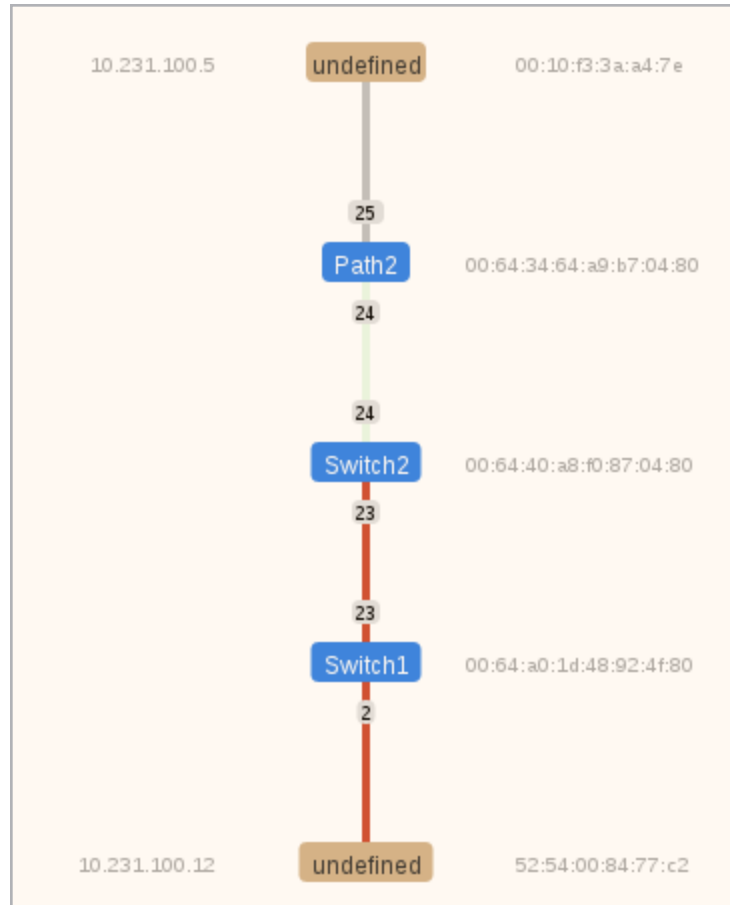 10.231.100.5 undefined 00:10:f3:3a:a4:7e
25
Path2 00:64:34:64:a9:b7:04:80
24
24
Switch2 00:64:40:a8:f0:87:04:80
23
23
Switch1 00:64:a0:1d:48:92:4f:80
2
10.231.100.12 undefined 52:54:00:84:77:c2